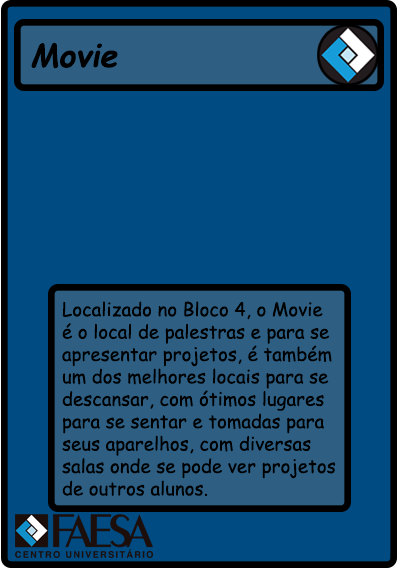 Movie
Localizado no Bloco 4, o Movie
é o local de palestras e para se
apresentar projetos, é também
um dos melhores locais para se
descansar, com ótimos lugares
para se sentar e tomadas para
seus aparelhos, com diversas
salas onde se pode ver projetos
de outros alunos.
FAESA
CENTRO UNIVERSITÁRIO